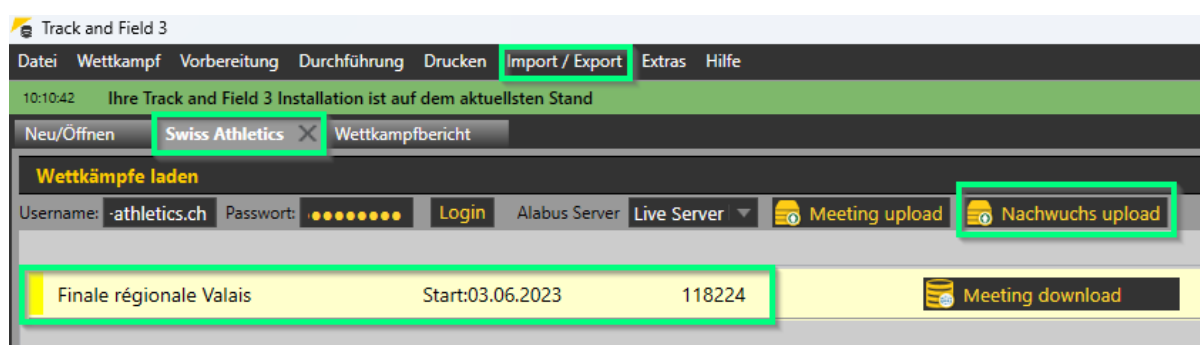 Track and Field 3
Datei Wettkampf Vorbereitung Durchführung Drucken Import / Export Extras Hilfe
10:10:42 Ihre Track and Field 3 Installation ist auf dem aktuellsten Stand
Neu/Öffnen Swiss Athletics Wettkampfbericht
Wettkämpfe laden
Username: -athletics.ch Passwort: Login Alabus Server Live Server Meeting upload Nachwuchs upload
Finale régionale Valais Start:03.06.2023 118224 Meeting download